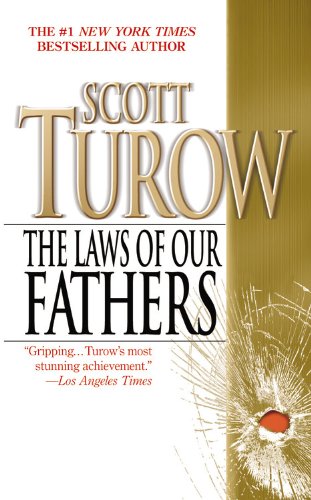 THE #1 NEW YORK TIMES
BESTSELLING AUTHOR
SCOTT
TUROW
THE LAWS OF OUR
FATHERS
“Gripping…Turow’s most
stunning achievement.”
—Los Angeles Times